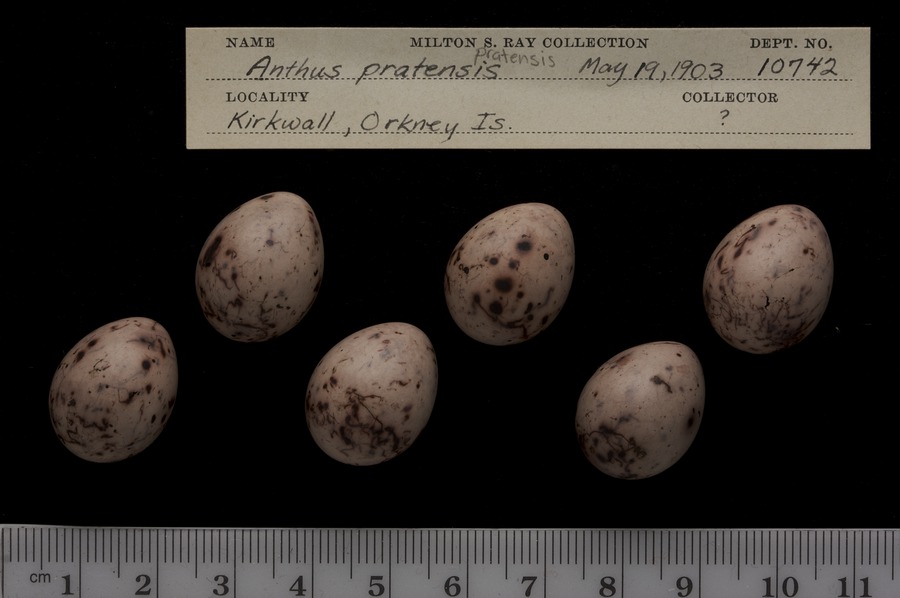 NAME MILTON S. RAY COLLECTION DEPT. NO.
pratensis
Anthus pratensis May 19, 1903 10742
LOCALITY COLLECTOR
Kirkwall, Orkney Is. ?
cm 1 2 3 4 5 6 7 8 9 10 11